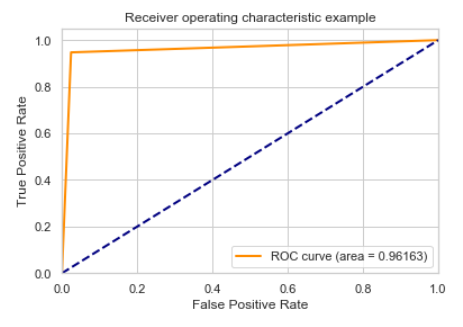 Receiver operating characteristic example
1.0
0.8
0.6
0.4
0.2
0.0
True Positive Rate
ROC curve (area = 0.96163)
0.0 0.2 0.4 0.6 0.8 1.0
False Positive Rate